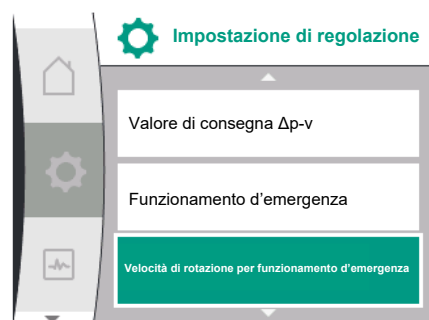 Impostazione di regolazione
Valore di consegna Δp-v
Funzionamento d'emergenza
Velocità di rotazione per funzionamento d'emergenza